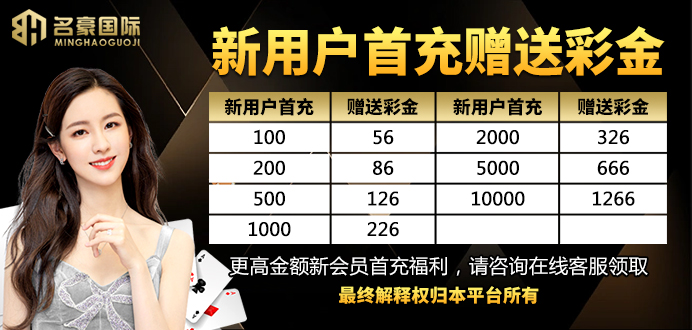 名豪国际
MINGHAOGUOJI
新用户首充赠送彩金
新用户首充 赠送彩金 新用户首充 赠送彩金
100 56 2000 326
200 86 5000 666
500 126 10000 1266
1000 226
更高金额新会员首充福利，请咨询在线客服领取
最终解释权归本平台所有